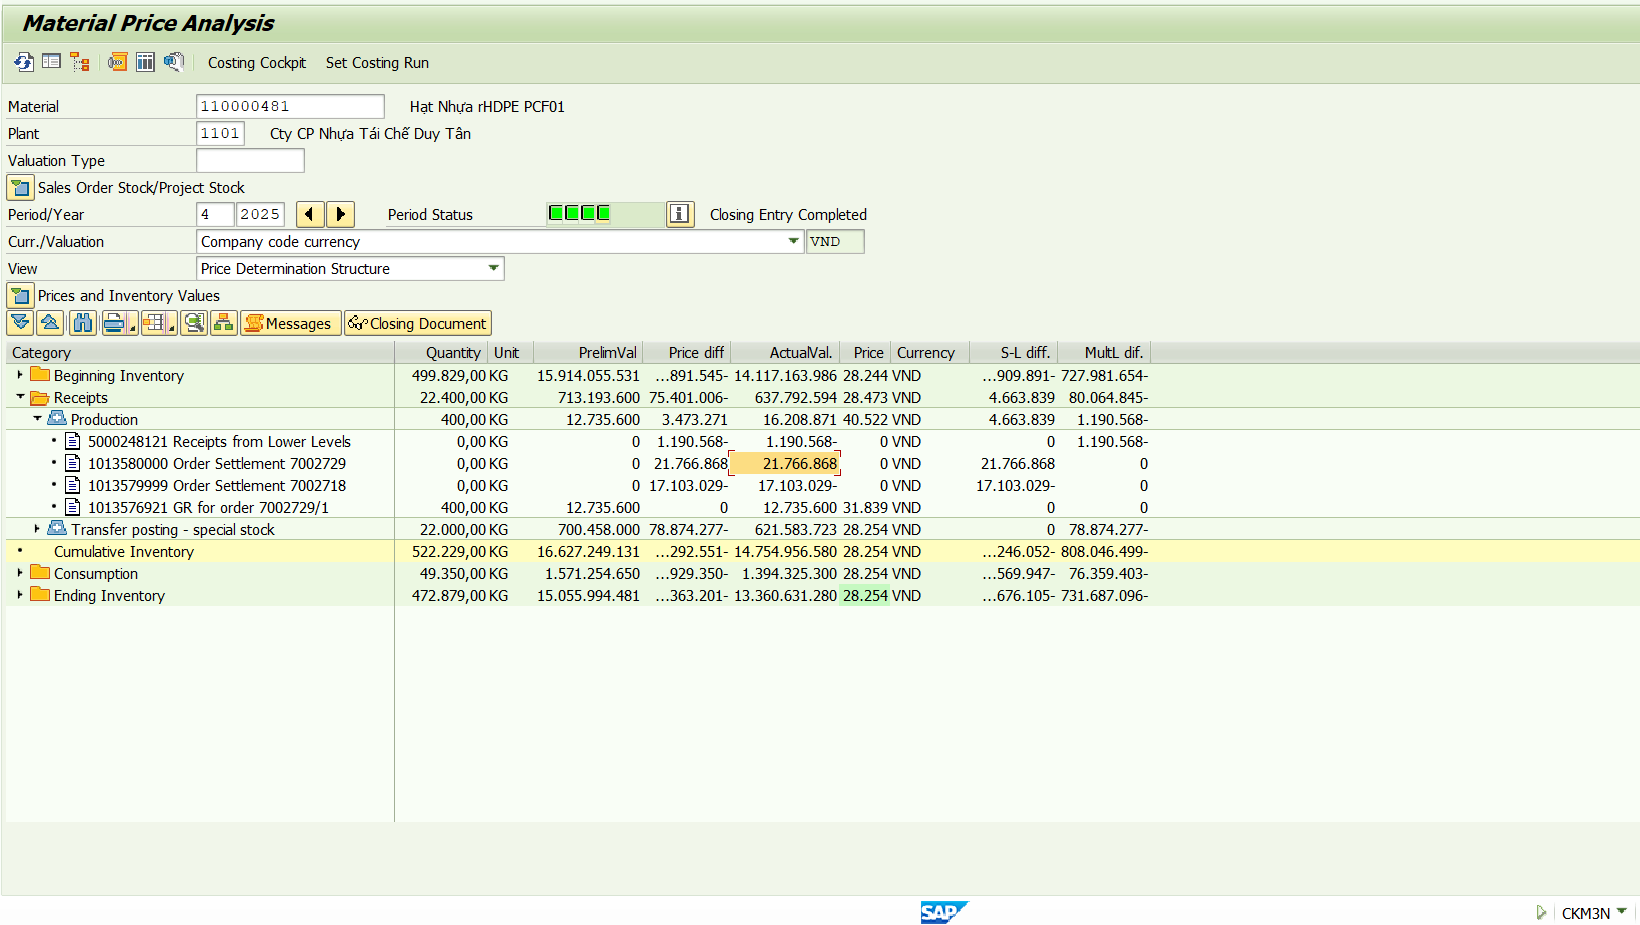 Material Price Analysis
Costing Cockpit Set Costing Run
Material 110000481 Hạt Nhựa rHDPE PCF01
Plant 1101 Cty CP Nhựa Tái Chế Duy Tân
Valuation Type
Sales Order Stock/Project Stock
Period/Year 4 2025 Period Status Closing Entry Completed
Curr./Valuation Company code currency VND
View Price Determination Structure
Prices and Inventory Values
Messages Closing Document
Category Quantity Unit PrelimVal Price diff ActualVal. Price Currency S-L diff. MultL dif.
Beginning Inventory 499.829,00 KG 15.914.055.531 ...891.545- 14.117.163.986 28.244 VND ...909.891- 727.981.654-
Receipts 22.400,00 KG 713.193.600 75.401.006- 637.792.594 28.473 VND 4.663.839 80.064.845-
Production 400,00 KG 12.735.600 3.473.271 16.208.871 40.522 VND 4.663.839 1.190.568-
5000248121 Receipts from Lower Levels 0,00 KG 0 1.190.568- 1.190.568- 0 VND 0 1.190.568-
1013580000 Order Settlement 7002729 0,00 KG 0 21.766.868 21.766.868 0 VND 21.766.868 0
1013579999 Order Settlement 7002718 0,00 KG 0 17.103.029- 17.103.029- 0 VND 17.103.029- 0
1013576921 GR for order 7002729/1 400,00 KG 12.735.600 0 12.735.600 31.839 VND 0 0
Transfer posting - special stock 22.000,00 KG 700.458.000 78.874.277- 621.583.723 28.254 VND 0 78.874.277-
Cumulative Inventory 522.229,00 KG 16.627.249.131 ...292.551- 14.754.956.580 28.254 VND ...246.052- 808.046.499-
Consumption 49.350,00 KG 1.571.254.650 ...929.350- 1.394.325.300 28.254 VND ...569.947- 76.359.403-
Ending Inventory 472.879,00 KG 15.055.994.481 ...363.201- 13.360.631.280 28.254 VND ...676.105- 731.687.096-
SAP CKM3N